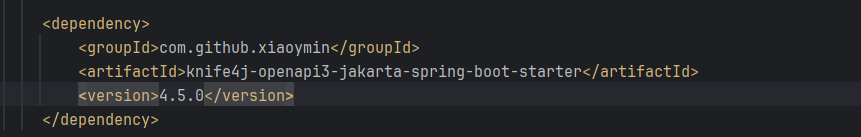 <dependency>
<groupId>com.github.xiaoymin</groupId>
<artifactId>knife4j-openapi3-jakarta-spring-boot-starter</artifactId>
<version>4.5.0</version>
</dependency>